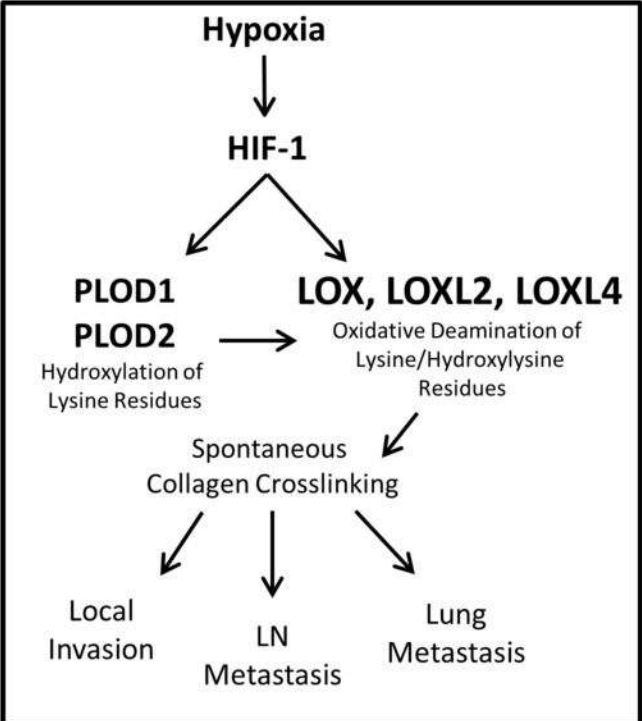 Hypoxia
HIF-1
PLOD1
PLOD2
Hydroxylation of
Lysine Residues
LOX, LOXL2, LOXL4
Oxidative Deamination of
Lysine/Hydroxylysine
Residues
Spontaneous
Collagen Crosslinking
Local
Invasion
LN
Metastasis
Lung
Metastasis